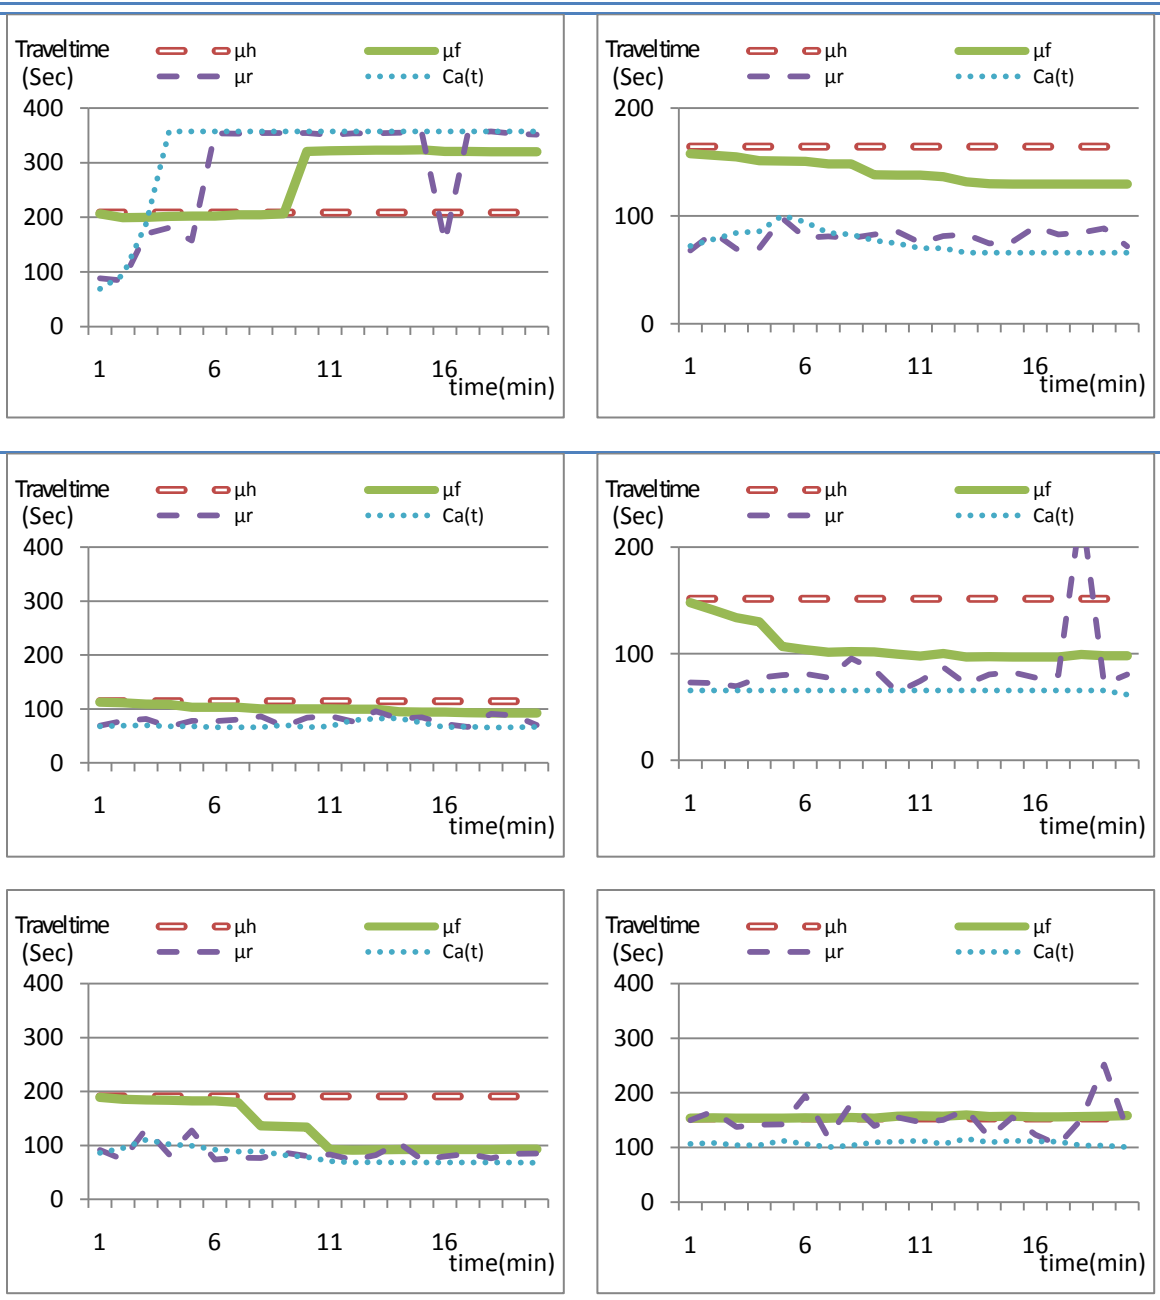 Traveltime μh μf
(Sec) μr Ca(t)
400
300
200
100
0
1 6 11 16
time(min)
Traveltime μh μf
(Sec) μr Ca(t)
200
100
0
1 6 11 16
time(min)
Traveltime μh μf
(Sec) μr Ca(t)
400
300
200
100
0
1 6 11 16
time(min)
Traveltime μh μf
(Sec) μr Ca(t)
200
100
0
1 6 11 16
time(min)
Traveltime μh μf
(Sec) μr Ca(t)
400
300
200
100
0
1 6 11 16
time(min)
Traveltime μh μf
(Sec) μr Ca(t)
400
300
200
100
0
1 6 11 16
time(min)